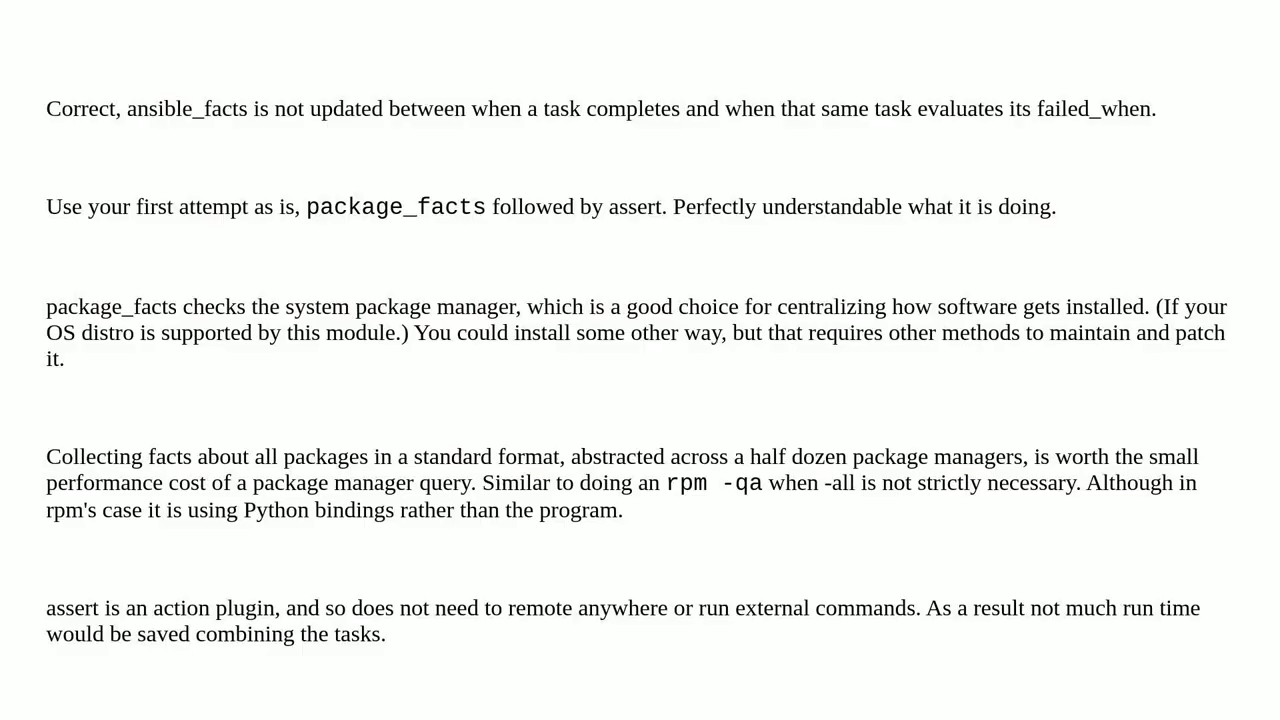 Correct, ansible_facts is not updated between when a task completes and when that same task evaluates its failed_when.
Use your first attempt as is, package_facts followed by assert. Perfectly understandable what it is doing.
package_facts checks the system package manager, which is a good choice for centralizing how software gets installed. (If your
OS distro is supported by this module.) You could install some other way, but that requires other methods to maintain and patch
it.
Collecting facts about all packages in a standard format, abstracted across a half dozen package managers, is worth the small
performance cost of a package manager query. Similar to doing an rpm -qa when -all is not strictly necessary. Although in
rpm's case it is using Python bindings rather than the program.
assert is an action plugin, and so does not need to remote anywhere or run external commands. As a result not much run time
would be saved combining the tasks.